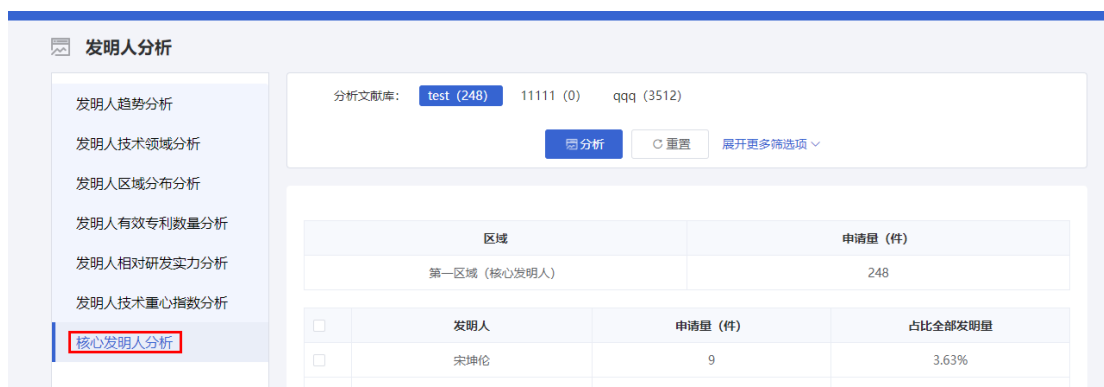 发明人分析
发明人趋势分析
发明人技术领域分析
发明人区域分布分析
发明人有效专利数量分析
发明人相对研发实力分析
发明人技术重心指数分析
核心发明人分析
分析文献库： test（248） 11111（0） qqq（3512）
分析 重置 展开更多筛选项
区域 申请量（件）
第一区域（核心发明人） 248
发明人 申请量（件） 占比全部发明量
宋坤伦 9 3.63%